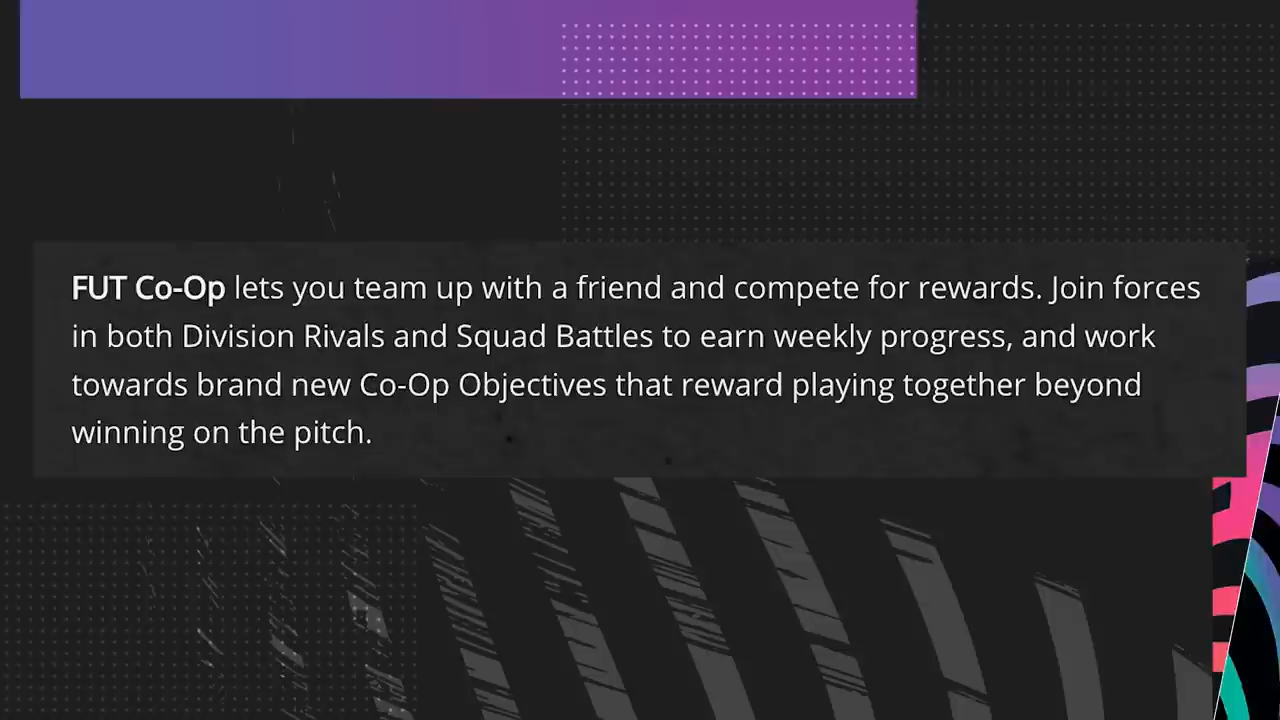 FUT Co-Op lets you team up with a friend and compete for rewards. Join forces
in both Division Rivals and Squad Battles to earn weekly progress, and work
towards brand new Co-Op Objectives that reward playing together beyond
winning on the pitch.